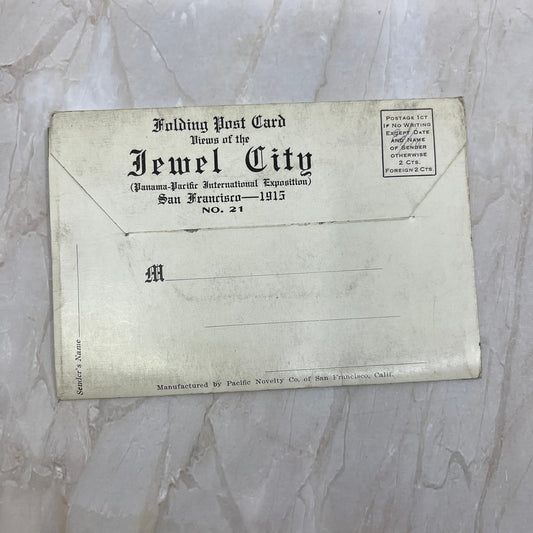 Folding Post Card
Views of the
Jewel City
(Panama-Pacific International Exposition)
San Francisco—1915
NO. 21
POSTAGE 1CT
IF NO WRITING
EXCEPT DATE
AND NAME
OF SENDER
OTHERWISE
2 CTS.
FOREIGN 2 CTS
M
Sender's Name
Manufactured by Pacific Novelty Co. of San Francisco, Calif.